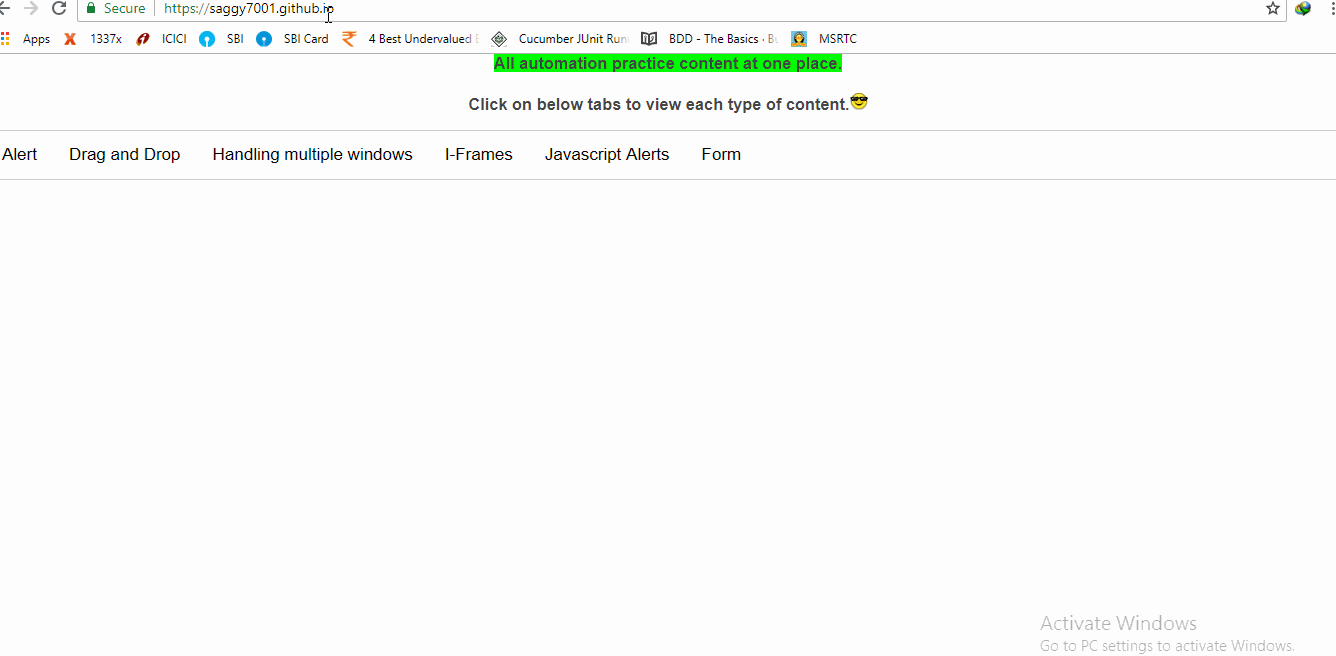 Secure https://saggy7001.github.io
Apps 1337x ICICI SBI SBI Card 4 Best Undervalued Cucumber JUnit Run BDD - The Basics ‹ Bu MSRTC
All automation practice content at one place.
Click on below tabs to view each type of content.😎
Alert Drag and Drop Handling multiple windows I-Frames Javascript Alerts Form
Activate Windows
Go to PC settings to activate Windows.